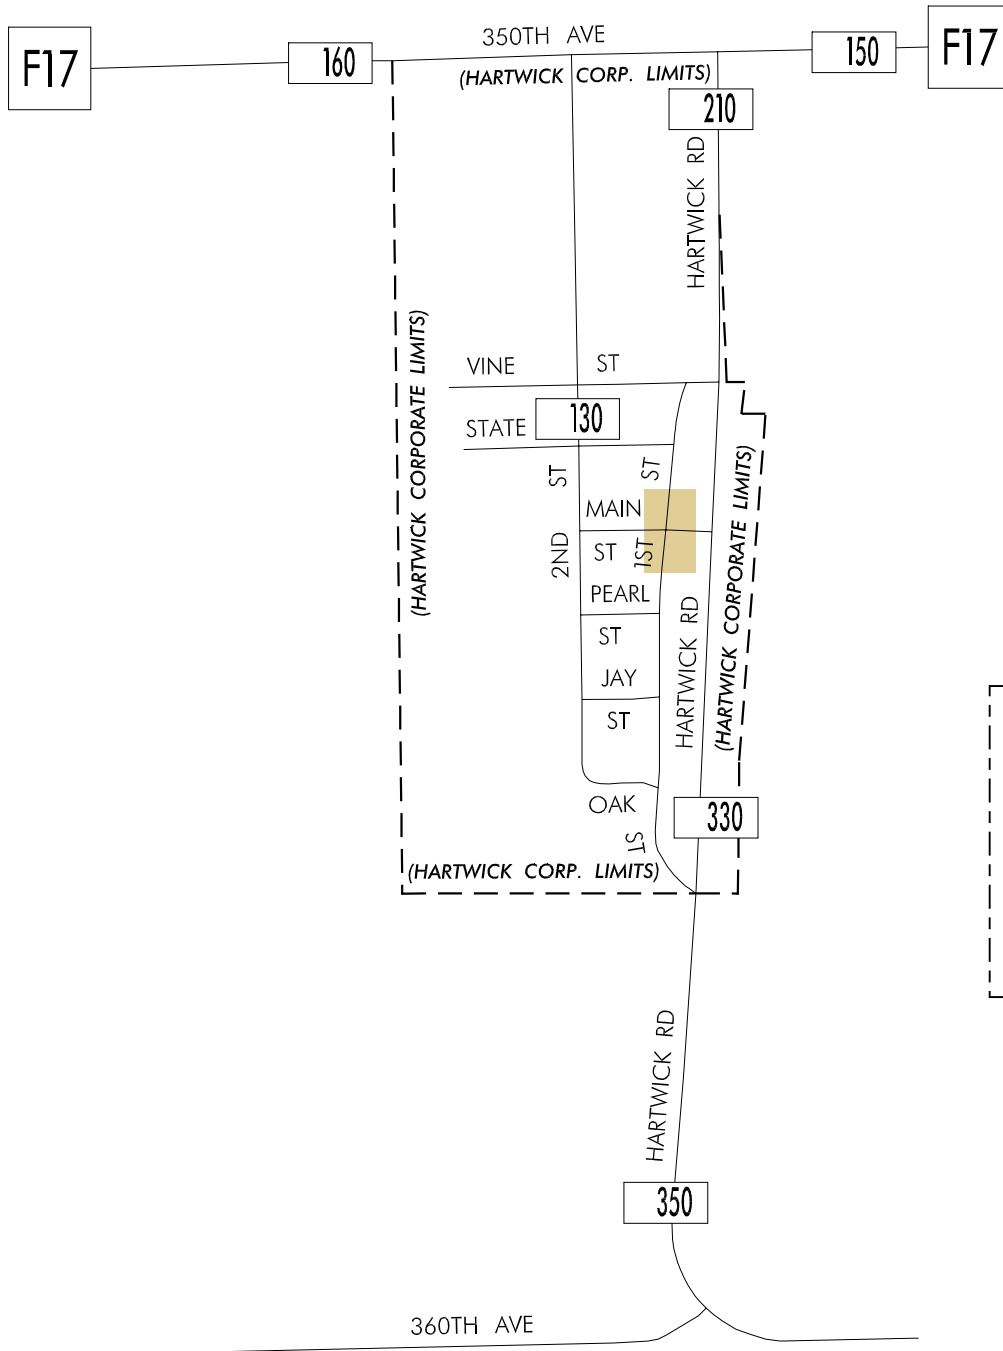 350TH AVE
F17
160
150
F17
(HARTWICK CORP. LIMITS)
210
HARTWICK RD
(HARTWICK CORPORATE LIMITS)
VINE ST
130
STATE ST
MAIN ST
2ND ST
1ST
PEARL ST
JAY ST
HARTWICK RD
(HARTWICK CORPORATE LIMITS)
OAK ST
330
(HARTWICK CORP. LIMITS)
HARTWICK RD
350
360TH AVE